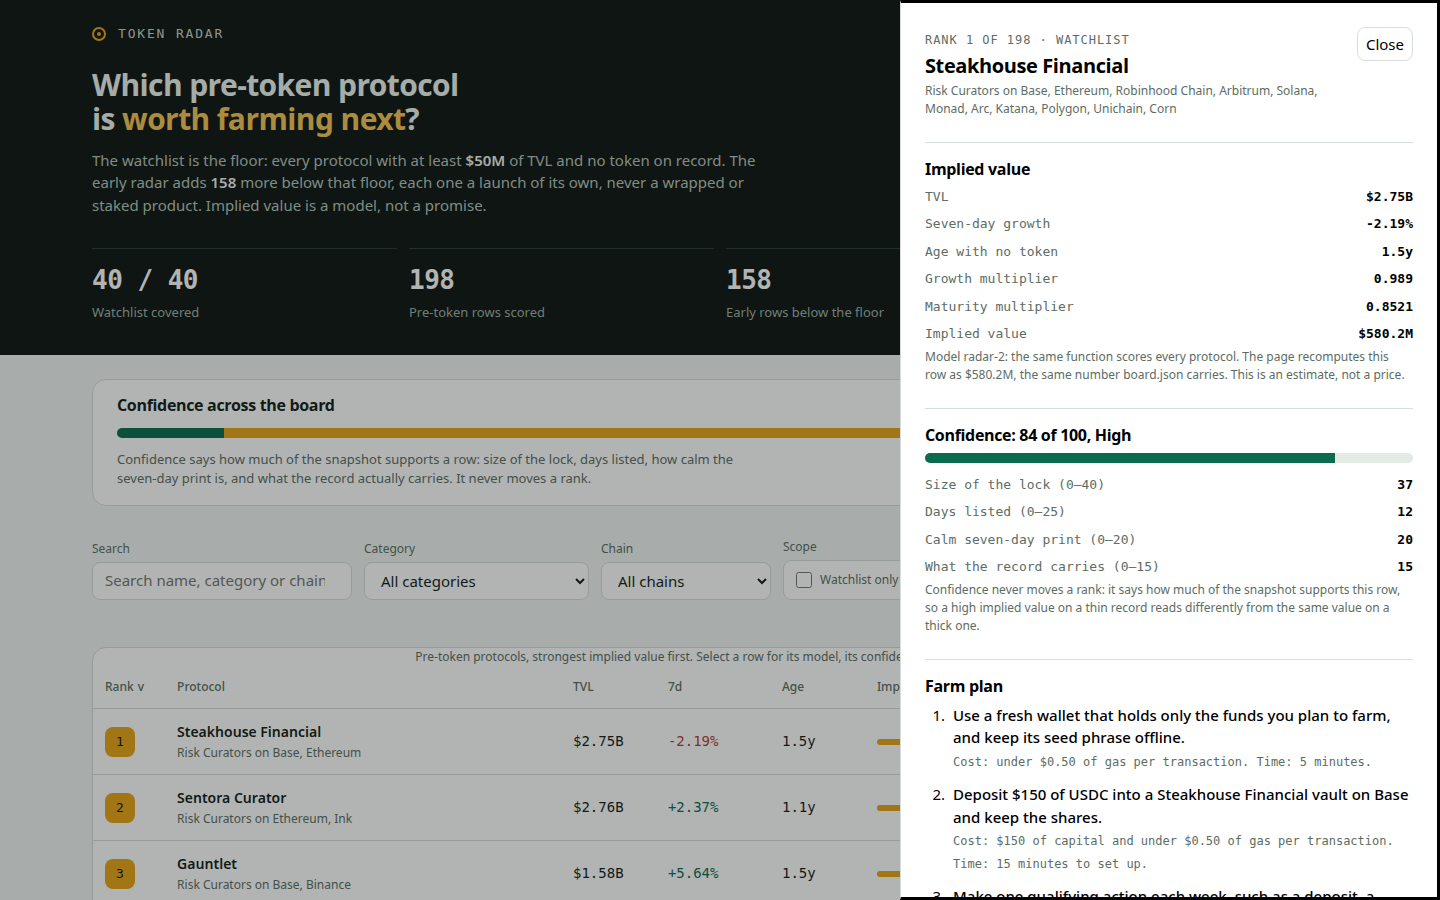 TOKEN RADAR
Which pre-token protocol
is worth farming next?
The watchlist is the floor: every protocol with at least $50M of TVL and no token on record. The
early radar adds 158 more below that floor, each one a launch of its own, never a wrapped or
staked product. Implied value is a model, not a promise.
40 / 40
Watchlist covered
198
Pre-token rows scored
158
Early rows below the floor
Confidence across the board
Confidence says how much of the snapshot supports a row: size of the lock, days listed, how calm the
seven-day print is, and what the record actually carries. It never moves a rank.
Search
Search name, category or chain
Category
All categories
Chain
All chains
Scope
Watchlist only
Pre-token protocols, strongest implied value first. Select a row for its model, its confide
Rank v Protocol TVL 7d Age Imp
1 Steakhouse Financial $2.75B -2.19% 1.5y
Risk Curators on Base, Ethereum
2 Sentora Curator $2.76B +2.37% 1.1y
Risk Curators on Ethereum, Ink
3 Gauntlet $1.58B +5.64% 1.5y
Risk Curators on Base, Binance
RANK 1 OF 198 · WATCHLIST
Close
Steakhouse Financial
Risk Curators on Base, Ethereum, Robinhood Chain, Arbitrum, Solana,
Monad, Arc, Katana, Polygon, Unichain, Corn
Implied value
TVL $2.75B
Seven-day growth -2.19%
Age with no token 1.5y
Growth multiplier 0.989
Maturity multiplier 0.8521
Implied value $580.2M
Model radar-2: the same function scores every protocol. The page recomputes this
row as $580.2M, the same number board.json carries. This is an estimate, not a price.
Confidence: 84 of 100, High
Size of the lock (0–40) 37
Days listed (0–25) 12
Calm seven-day print (0–20) 20
What the record carries (0–15) 15
Confidence never moves a rank: it says how much of the snapshot supports this row,
so a high implied value on a thin record reads differently from the same value on a
thick one.
Farm plan
1. Use a fresh wallet that holds only the funds you plan to farm,
and keep its seed phrase offline.
Cost: under $0.50 of gas per transaction. Time: 5 minutes.
2. Deposit $150 of USDC into a Steakhouse Financial vault on Base
and keep the shares.
Cost: $150 of capital and under $0.50 of gas per transaction.
Time: 15 minutes to set up.
3. Make one qualifying action each week, such as a deposit, a